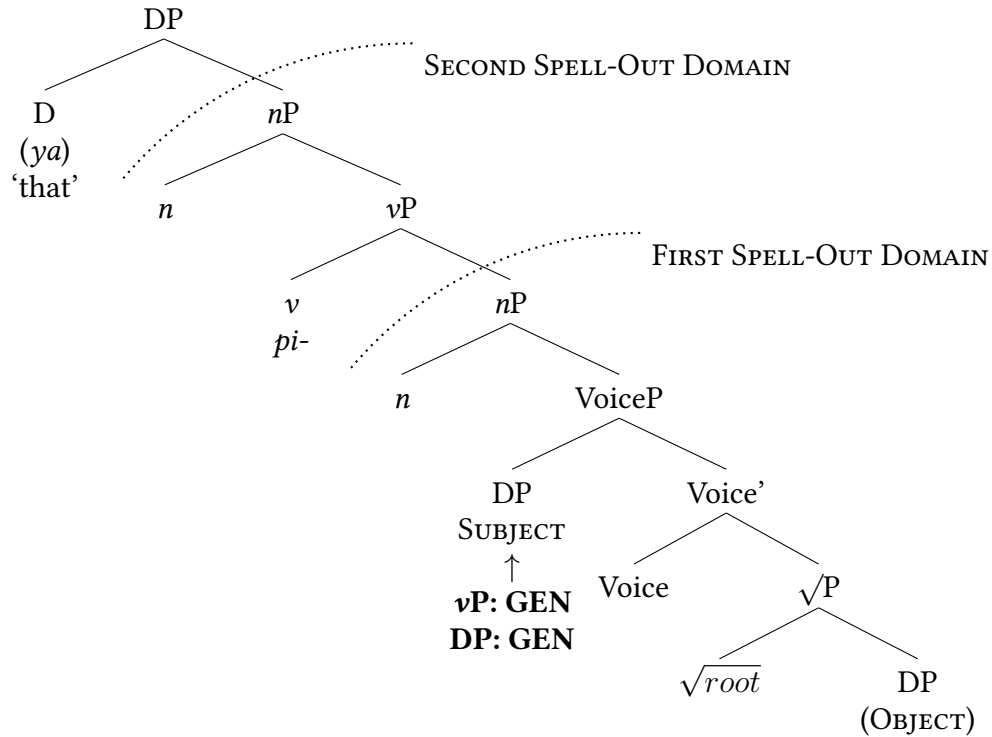 DP
SECOND SPELL-OUT DOMAIN
D
nP
(ya)
‘that’
n
vP
FIRST SPELL-OUT DOMAIN
v
nP
pi-
n
VoiceP
DP
Voice’
SUBJECT
↑
Voice
√P
vP: GEN
DP: GEN
√root
DP
(OBJECT)